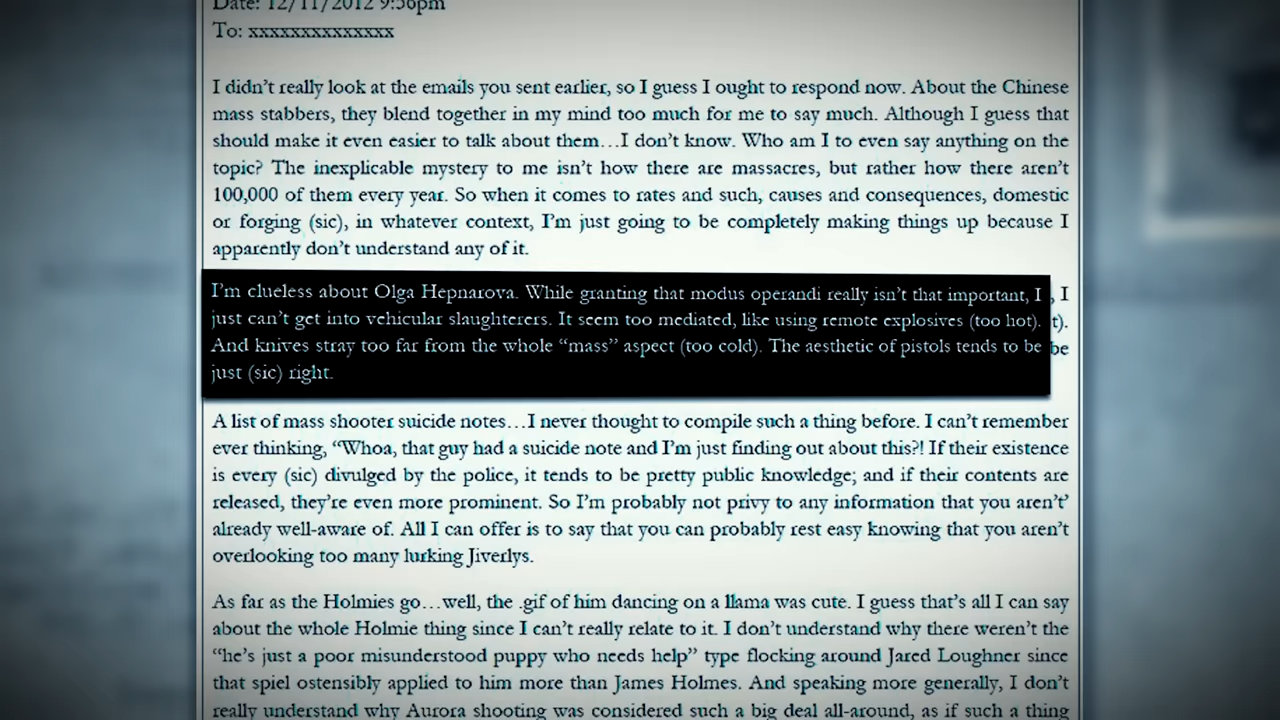 Date: 12/11/2012 9:56pm
To: xxxxxxxxxxxxxxx
I didn't really look at the emails you sent earlier, so I guess I ought to respond now. About the Chinese
mass stabbers, they blend together in my mind too much for me to say much. Although I guess that
should make it even easier to talk about them…I don't know. Who am I to even say anything on the
topic? The inexplicable mystery to me isn't how there are massacres, but rather how there aren't
100,000 of them every year. So when it comes to rates and such, causes and consequences, domestic
or forging (sic), in whatever context, I'm just going to be completely making things up because I
apparently don't understand any of it.
I'm clueless about Olga Hepnarova. While granting that modus operandi really isn't that important, I , I
just can't get into vehicular slaughterers. It seem too mediated, like using remote explosives (too hot). t).
And knives stray too far from the whole “mass” aspect (too cold). The aesthetic of pistols tends to be be
just (sic) right.
A list of mass shooter suicide notes…I never thought to compile such a thing before. I can't remember
ever thinking, “Whoa, that guy had a suicide note and I'm just finding out about this?! If their existence
is every (sic) divulged by the police, it tends to be pretty public knowledge; and if their contents are
released, they're even more prominent. So I'm probably not privy to any information that you aren't'
already well-aware of. All I can offer is to say that you can probably rest easy knowing that you aren't
overlooking too many lurking Jiverlys.
As far as the Holmies go…well, the .gif of him dancing on a llama was cute. I guess that's all I can say
about the whole Holmie thing since I can't really relate to it. I don't understand why there weren't the
“he's just a poor misunderstood puppy who needs help” type flocking around Jared Loughner since
that spiel ostensibly applied to him more than James Holmes. And speaking more generally, I don't
really understand why Aurora shooting was considered such a big deal all-around, as if such a thing